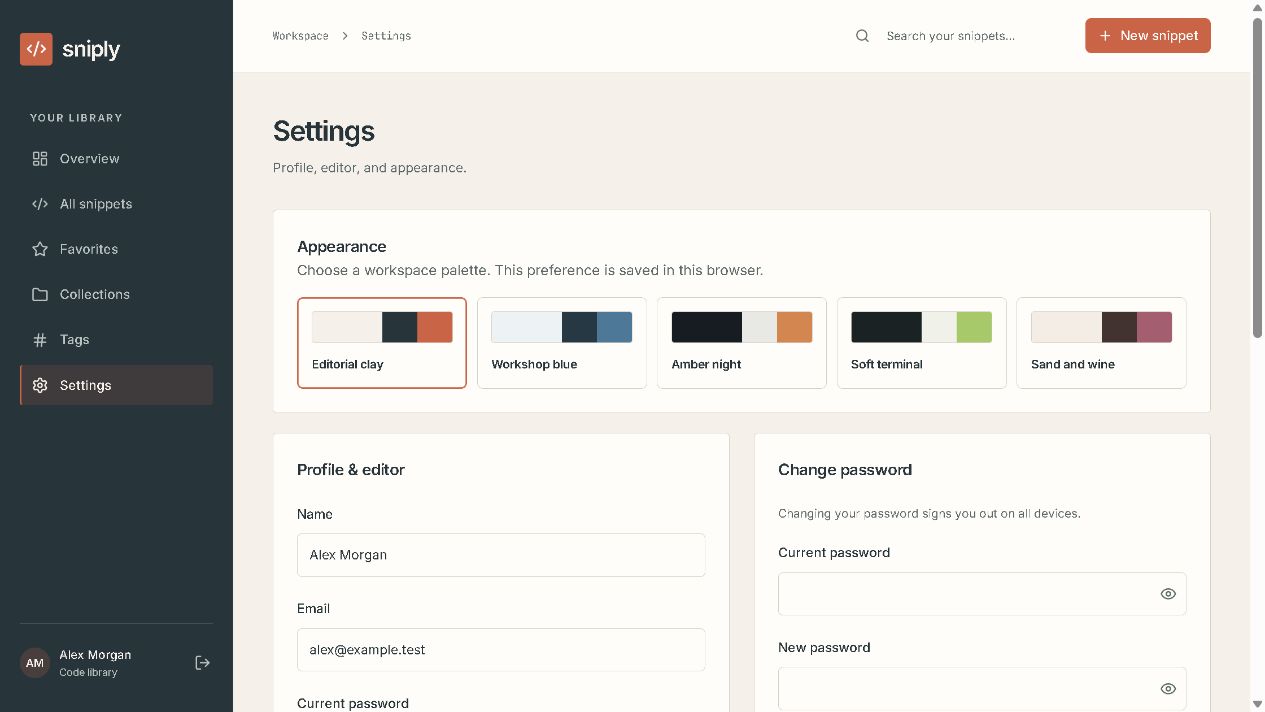 sniply
YOUR LIBRARY
Overview
All snippets
Favorites
Collections
Tags
Settings
AM
Alex Morgan
Code library
Workspace > Settings
Search your snippets...
+ New snippet
Settings
Profile, editor, and appearance.
Appearance
Choose a workspace palette. This preference is saved in this browser.
Editorial clay
Workshop blue
Amber night
Soft terminal
Sand and wine
Profile & editor
Name
Alex Morgan
Email
alex@example.test
Current password
Change password
Changing your password signs you out on all devices.
Current password
New password